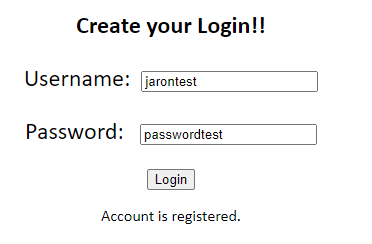 Create your Login!!
Username: jarontest
Password: passwordtest
Login
Account is registered.